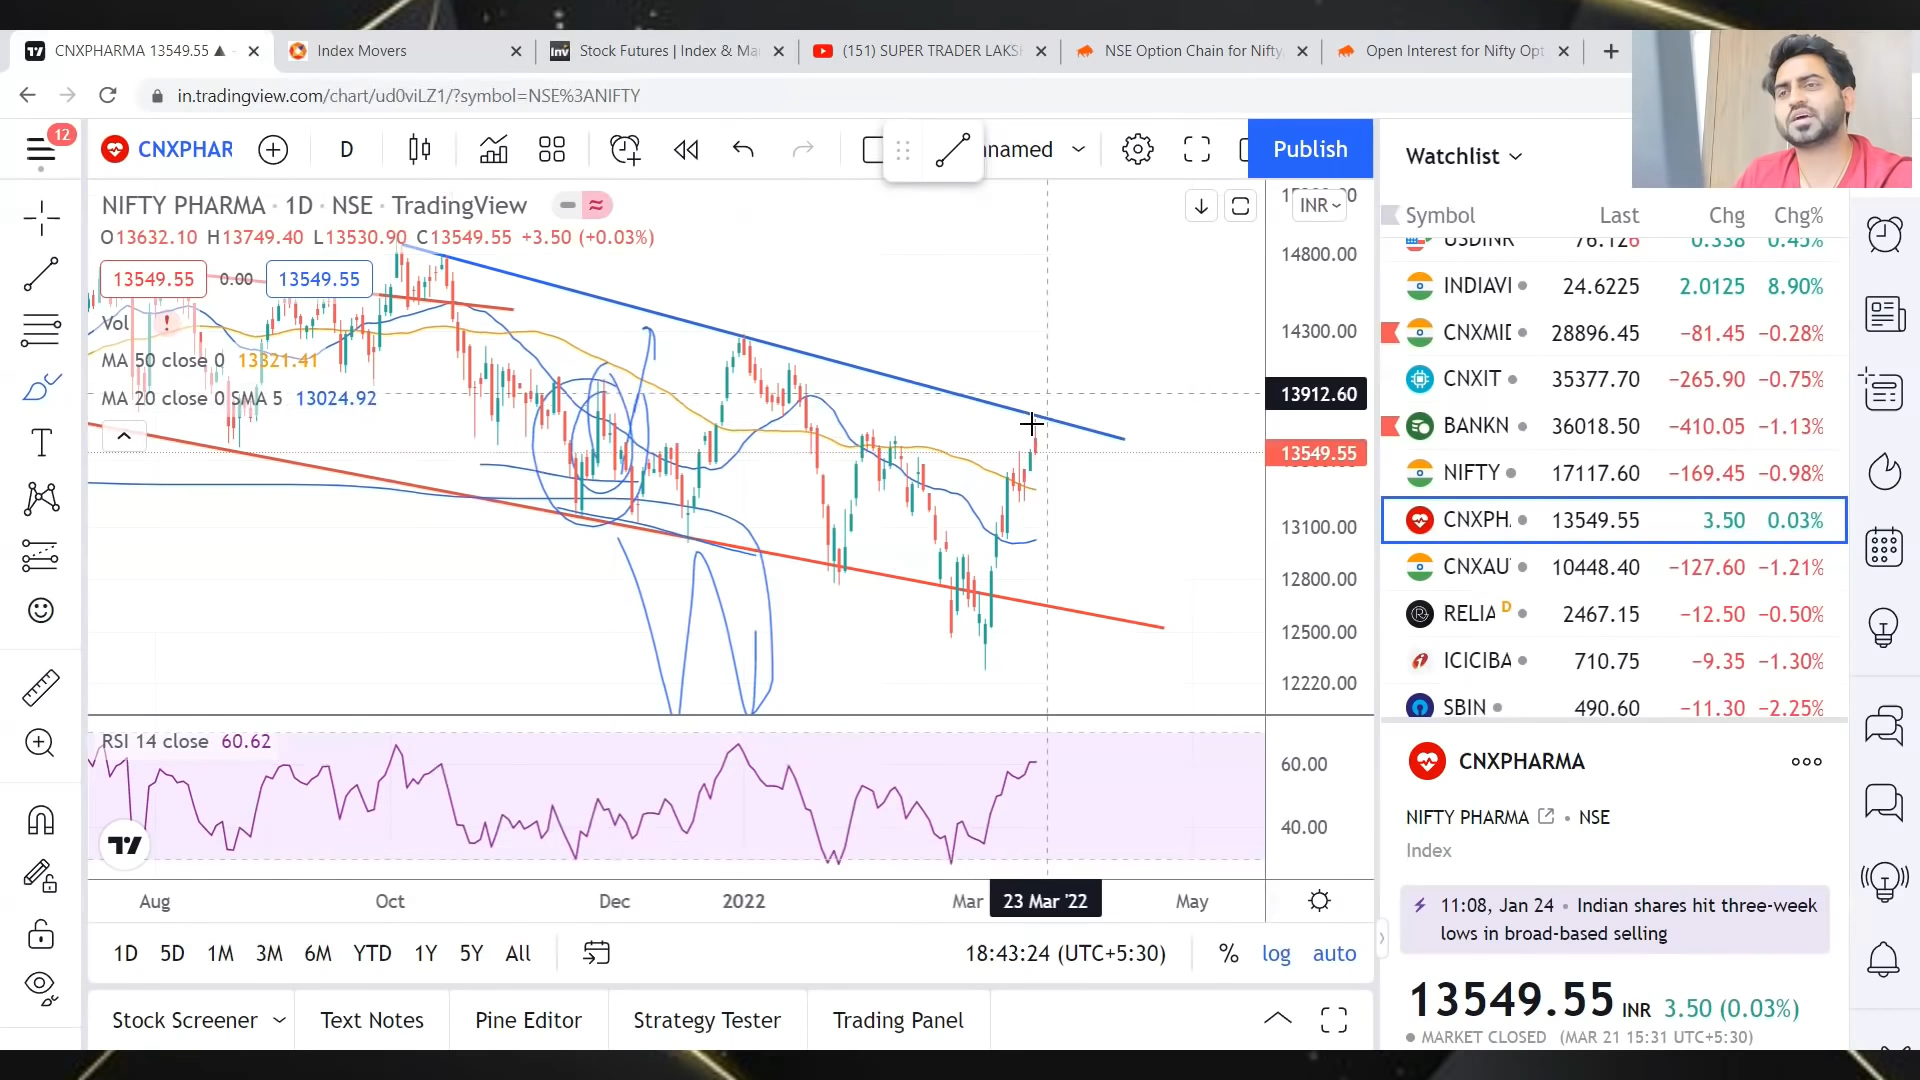 CNXPHARMA 13549.55 ▲
Index Movers
Stock Futures | Index & Ma
(151) SUPER TRADER LAKS
NSE Option Chain for Nifty,
Open Interest for Nifty Opt
in.tradingview.com/chart/ud0viLZ1/?symbol=NSE%3ANIFTY
12
CNXPHAR
D
nnamed
Publish
Watchlist
NIFTY PHARMA · 1D · NSE · TradingView
INR
O13632.10 H13749.40 L13530.90 C13549.55 +3.50 (+0.03%)
13549.55 0.00 13549.55
Vol
MA 50 close 0 13321.41
MA 20 close 0 SMA 5 13024.92
14800.00
14300.00
13912.60
13549.55
13100.00
12800.00
12500.00
12220.00
RSI 14 close 60.62
60.00
40.00
Aug Oct Dec 2022 Mar 23 Mar '22 May
1D 5D 1M 3M 6M YTD 1Y 5Y All
18:43:24 (UTC+5:30) % log auto
Stock Screener Text Notes Pine Editor Strategy Tester Trading Panel
Symbol Last Chg Chg%
USDINR 76.126 0.338 0.45%
INDIAVI 24.6225 2.0125 8.90%
CNXMID 28896.45 −81.45 −0.28%
CNXIT 35377.70 −265.90 −0.75%
BANKN 36018.50 −410.05 −1.13%
NIFTY 17117.60 −169.45 −0.98%
CNXPH. 13549.55 3.50 0.03%
CNXAU 10448.40 −127.60 −1.21%
RELIA D 2467.15 −12.50 −0.50%
ICICIBA 710.75 −9.35 −1.30%
SBIN 490.60 −11.30 −2.25%
CNXPHARMA
NIFTY PHARMA • NSE
Index
11:08, Jan 24 • Indian shares hit three-week
lows in broad-based selling
13549.55 INR 3.50 (0.03%)
MARKET CLOSED (MAR 21 15:31 UTC+5:30)